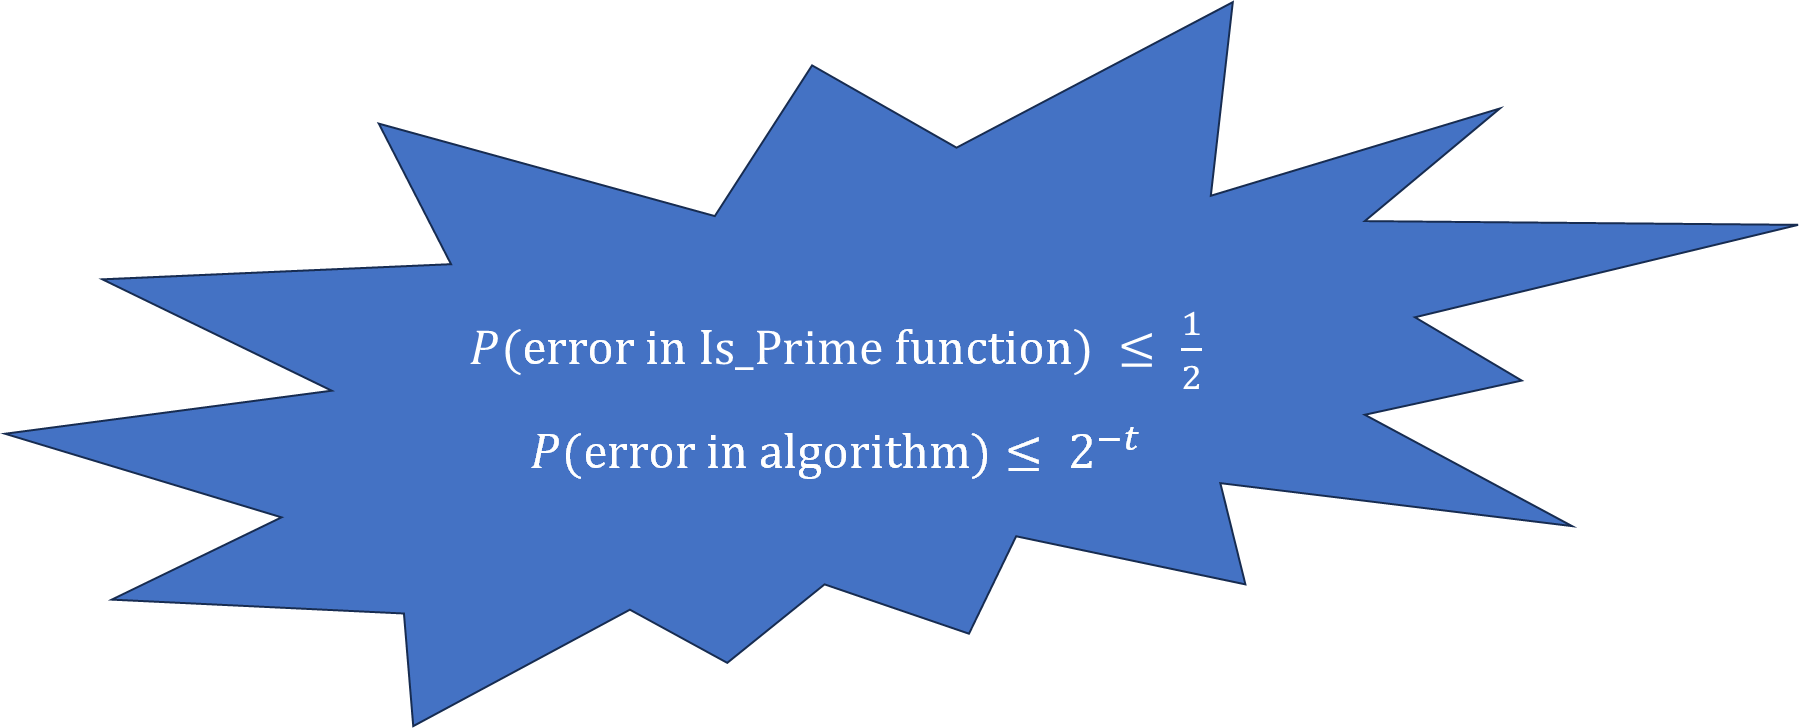 P(error in Is_Prime function) ≤ 1/2
P(error in algorithm) ≤ 2^{−t}